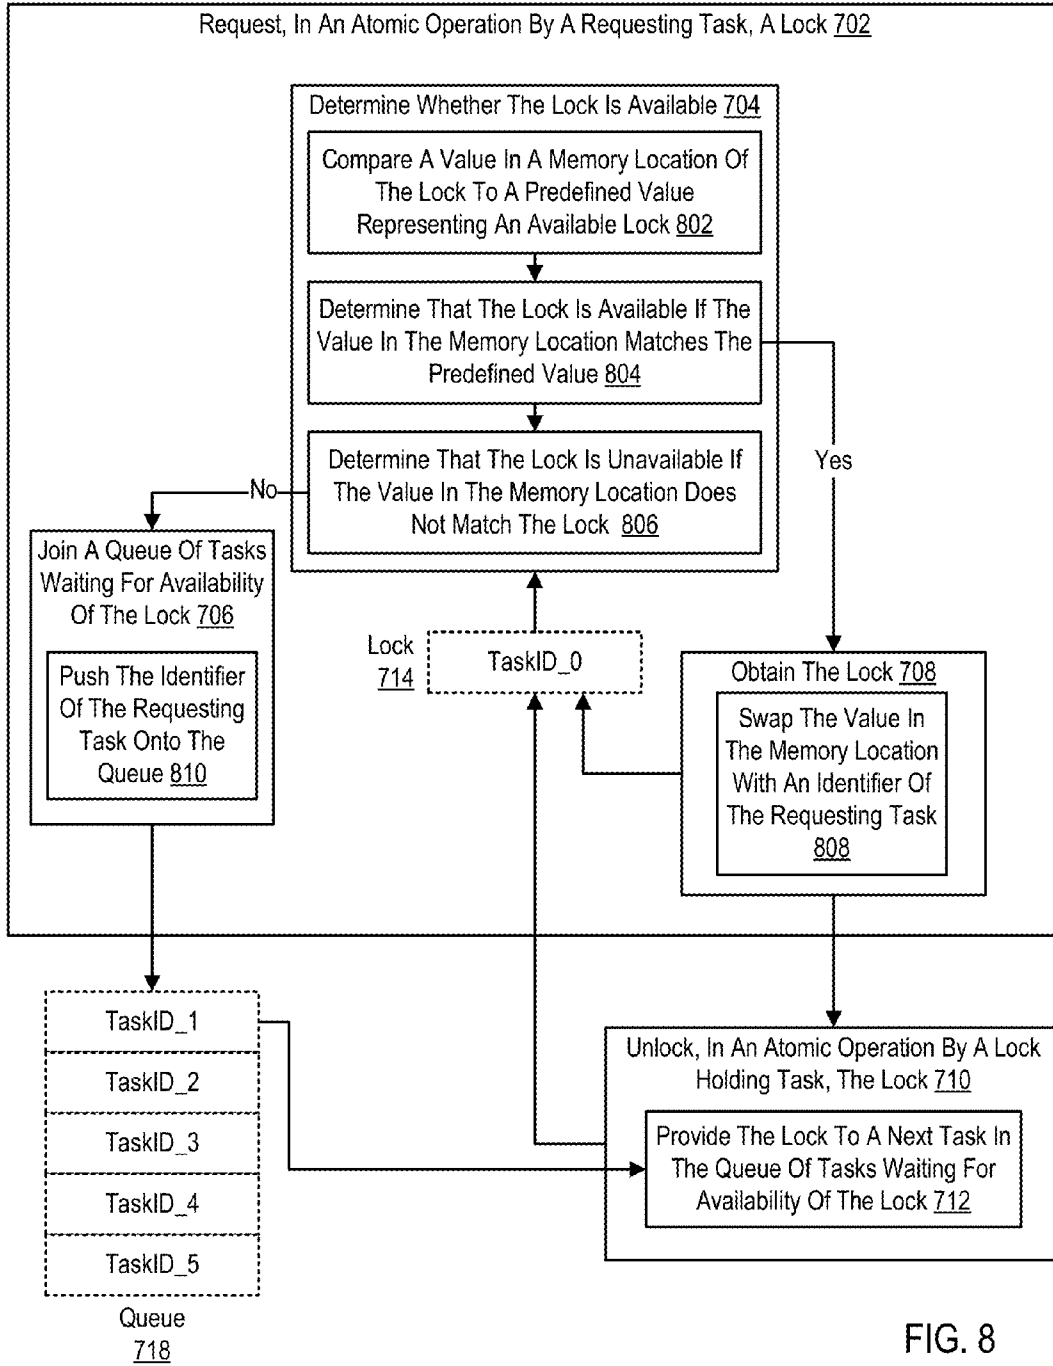 Request, In An Atomic Operation By A Requesting Task, A Lock 702
Determine Whether The Lock Is Available 704
Compare A Value In A Memory Location Of
The Lock To A Predefined Value
Representing An Available Lock 802
Determine That The Lock Is Available If The
Value In The Memory Location Matches The
Predefined Value 804
Yes
Determine That The Lock Is Unavailable If
The Value In The Memory Location Does
Not Match The Lock 806
No
Join A Queue Of Tasks
Waiting For Availability
Of The Lock 706
Push The Identifier
Of The Requesting
Task Onto The
Queue 810
Lock
714
TaskID_0
Obtain The Lock 708
Swap The Value In
The Memory Location
With An Identifier Of
The Requesting Task
808
TaskID_1
TaskID_2
TaskID_3
TaskID_4
TaskID_5
Queue
718
Unlock, In An Atomic Operation By A Lock
Holding Task, The Lock 710
Provide The Lock To A Next Task In
The Queue Of Tasks Waiting For
Availability Of The Lock 712
FIG. 8